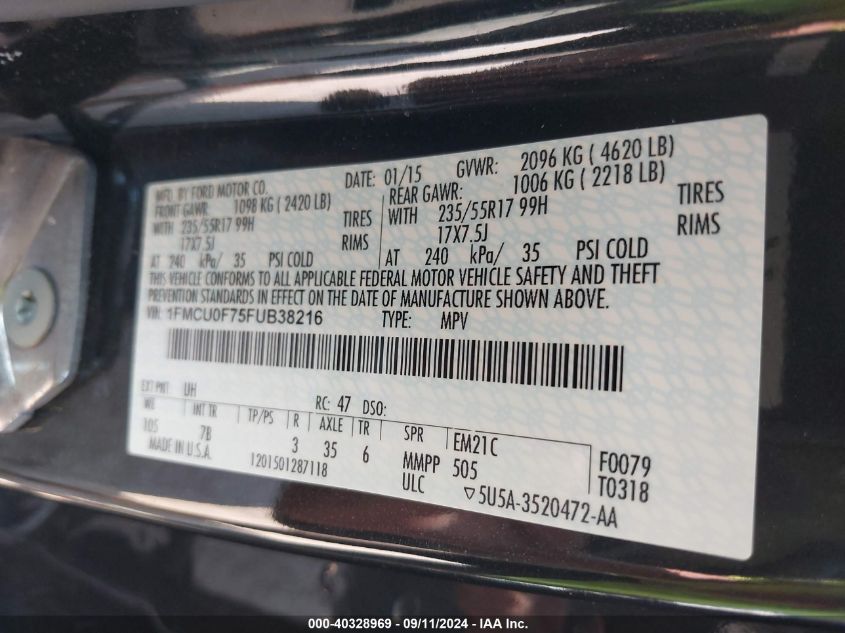 MFD. BY FORD MOTOR CO.
DATE: 01/15 GVWR: 2096 KG ( 4620 LB)
FRONT GAWR: 1098 KG ( 2420 LB) REAR GAWR: 1006 KG ( 2218 LB)
WITH 235/55R17 99H TIRES WITH 235/55R17 99H TIRES
17X7.5J RIMS 17X7.5J RIMS
AT 240 kPa/ 35 PSI COLD AT 240 kPa/ 35 PSI COLD
THIS VEHICLE CONFORMS TO ALL APPLICABLE FEDERAL MOTOR VEHICLE SAFETY AND THEFT
PREVENTION STANDARDS IN EFFECT ON THE DATE OF MANUFACTURE SHOWN ABOVE.
VIN: 1FMCU0F75FUB38216 TYPE: MPV
EXT PNT: UH RC: 47 DSO:
WB INT TR TP/PS R AXLE TR SPR EM21C
105 7B 3 35 6 MMPP 505 F0079
MADE IN U.S.A. 1201501287118 ULC ▽5U5A-3520472-AA T0318
000-40328969 - 09/11/2024 - IAA Inc.